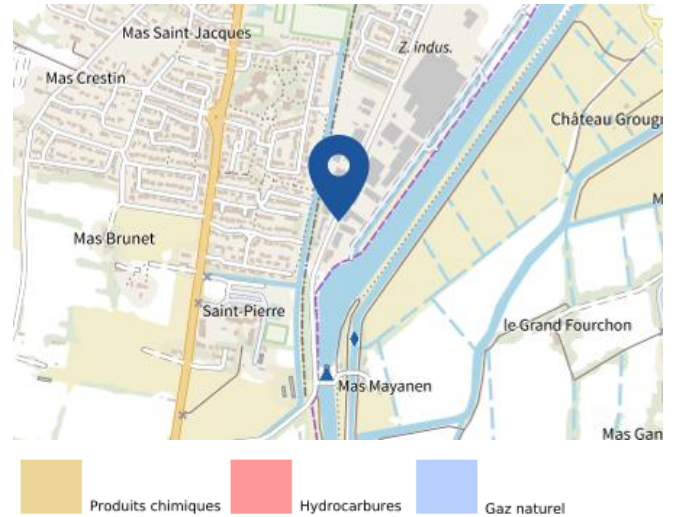 Mas Saint-Jacques
Z. indus.
Mas Crestin
Château Groug
M
Mas Brunet
Saint-Pierre
le Grand Fourchon
Mas Mayanen
Mas Gan
Produits chimiques
Hydrocarbures
Gaz naturel